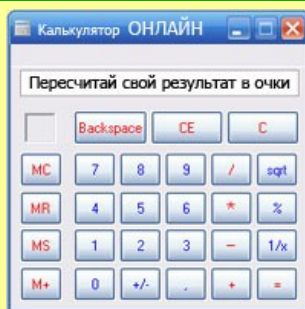 Калькулятор ОНЛАЙН
Пересчитай свой результат в очки
Backspace CE C
MC 7 8 9 / sqrt
MR 4 5 6 * %
MS 1 2 3 - 1/x
M+ 0 +/- , + =